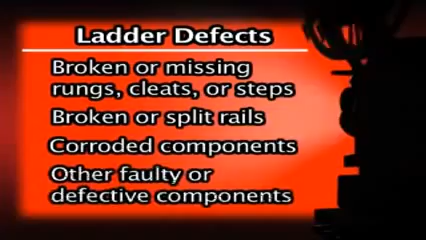 Ladder Defects
Broken or missing
rungs, cleats, or steps
Broken or split rails
Corroded components
Other faulty or
defective components